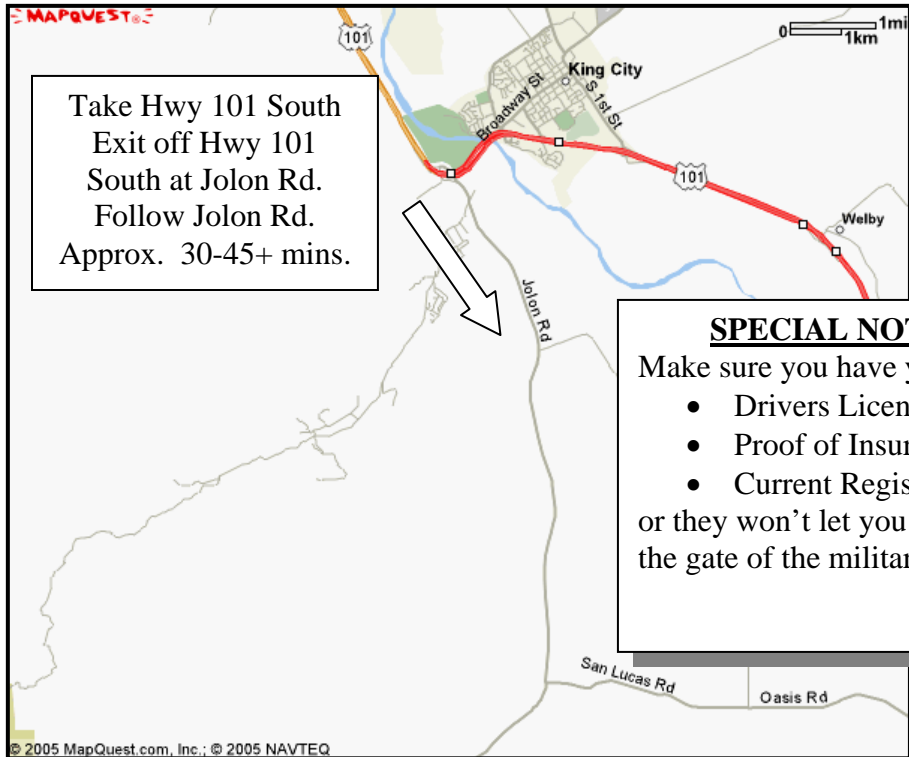 MAPQUEST
101
0 1mi
1km
King City
Broadway St
S 1st St
Take Hwy 101 South
Exit off Hwy 101
South at Jolon Rd.
Follow Jolon Rd.
Approx. 30-45+ mins.
101
Welby
Jolon Rd
SPECIAL NOT
Make sure you have y
• Drivers Licen
• Proof of Insur
• Current Regis
or they won’t let you
the gate of the militar
San Lucas Rd
Oasis Rd
© 2005 MapQuest.com, Inc.; © 2005 NAVTEQ